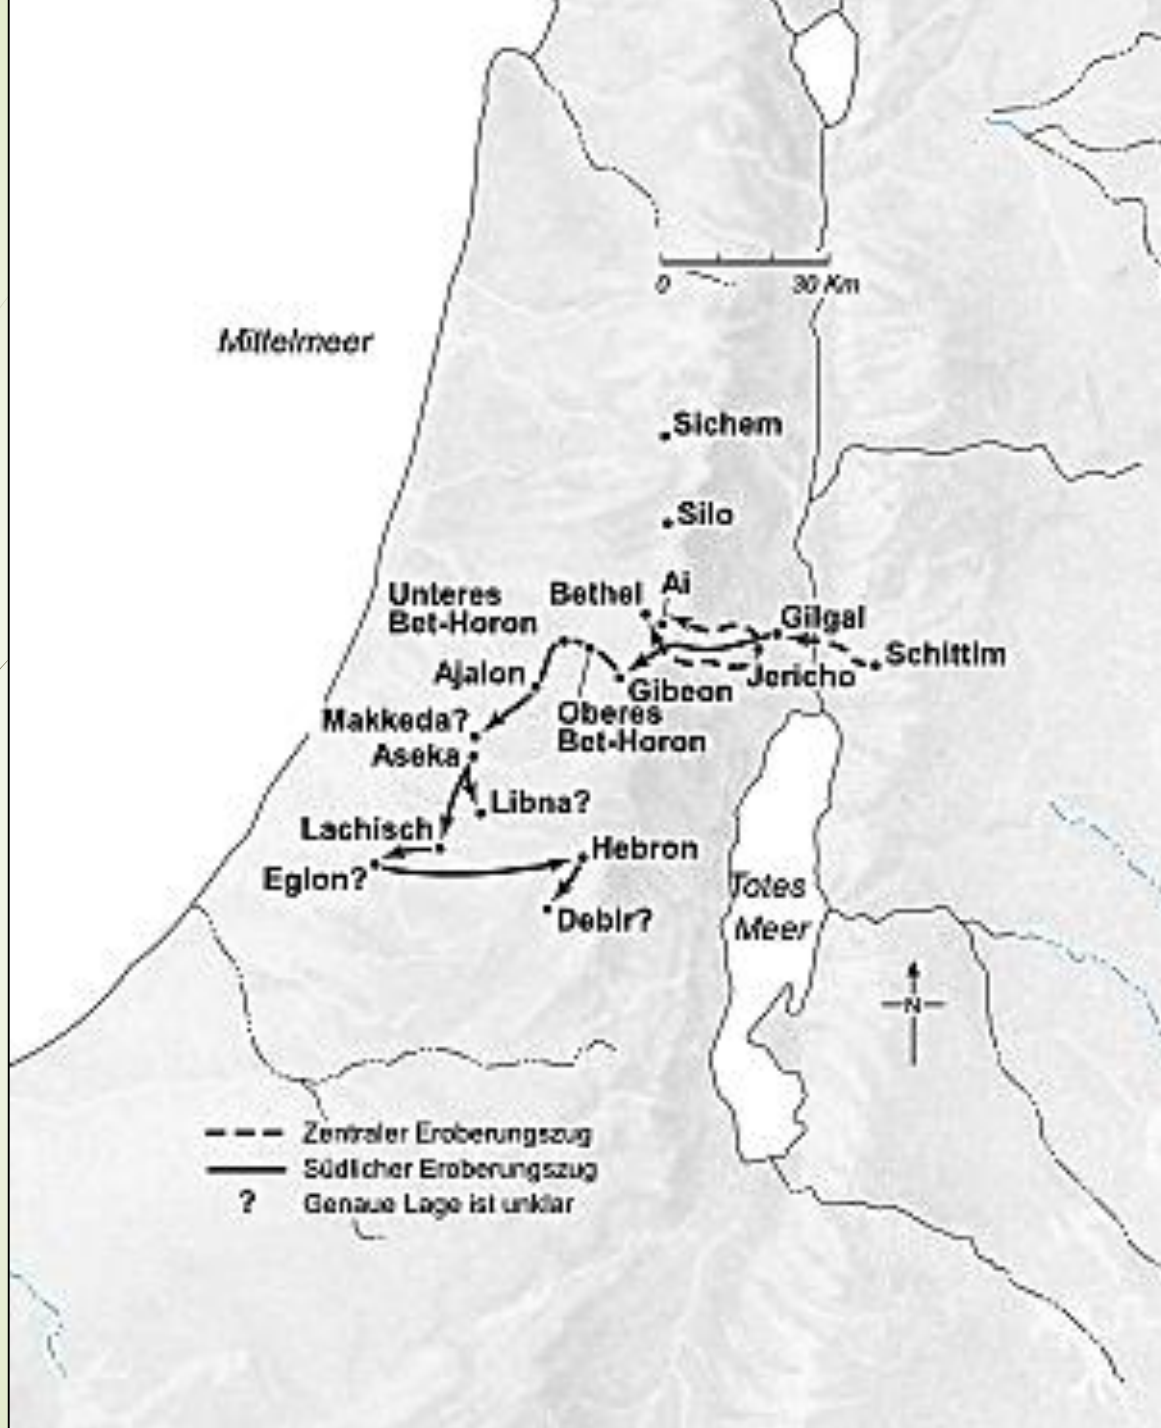 0 30 Km
Mittelmeer
Sichem
Silo
Ai
Bethel
Unteres
Bet-Horon
Gilgal
Schittim
Ajalon
Jericho
Gibeon
Makkeda?
Oberes
Bet-Horon
Aseka
Libna?
Lachisch
Hebron
Eglon?
Debir?
Totes
Meer
N
Zentraler Eroberungszug
Südlicher Eroberungszug
? Genaue Lage ist unklar